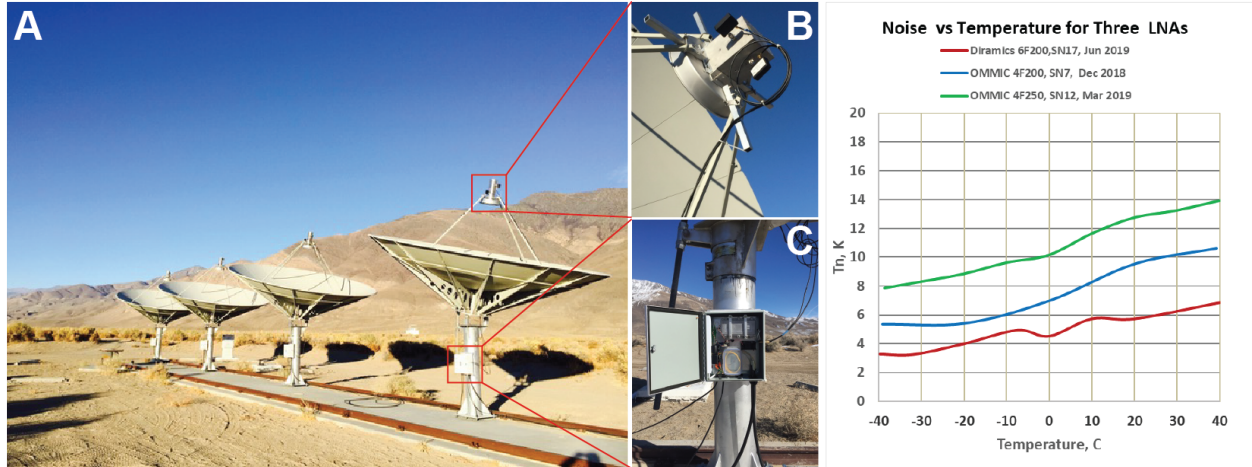 A
B
C
Noise vs Temperature for Three LNAs
Diramics 6F200,SN17, Jun 2019
OMMIC 4F200, SN7, Dec 2018
OMMIC 4F250, SN12, Mar 2019
Tn, K
20
18
16
14
12
10
8
6
4
2
0
-40 -30 -20 -10 0 10 20 30 40
Temperature, C